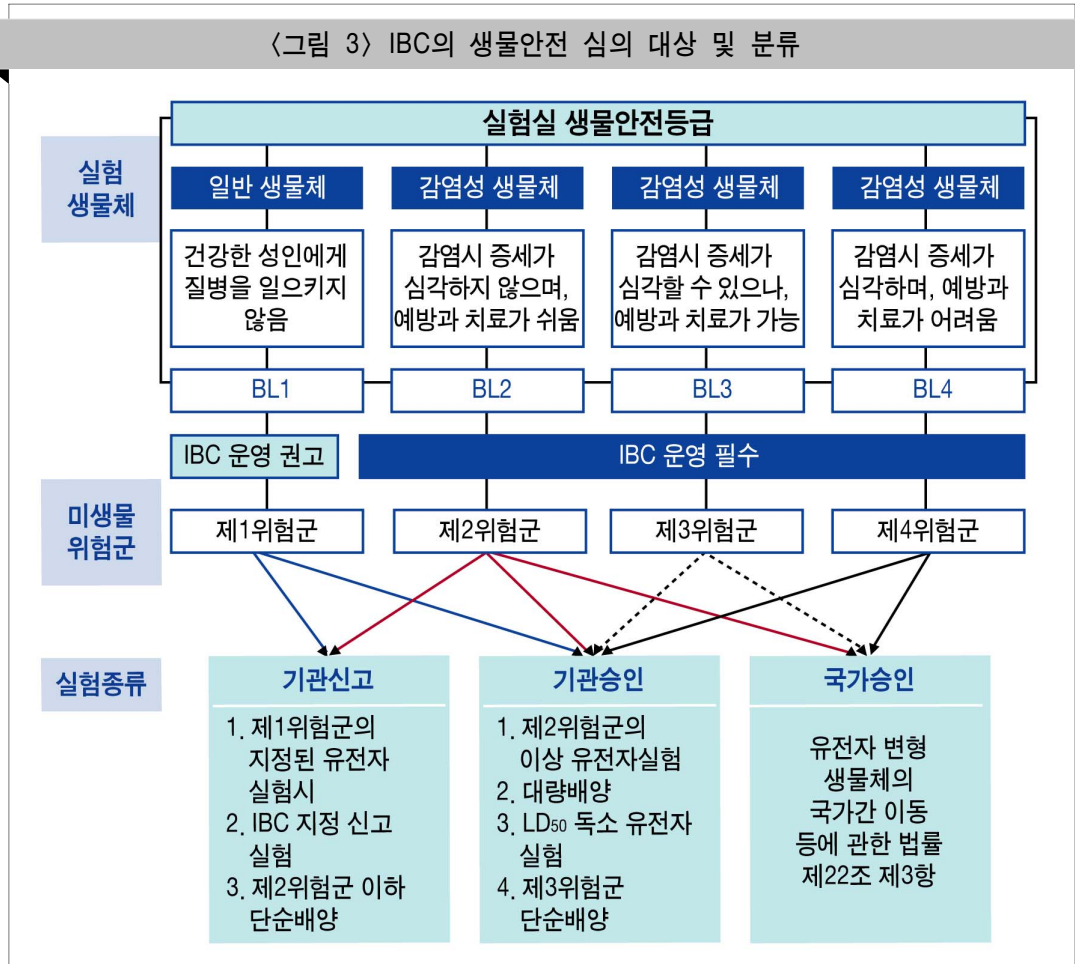 〈그림 3〉 IBC의 생물안전 심의 대상 및 분류
실험실 생물안전등급
실험
생물체
일반 생물체
감염성 생물체
감염성 생물체
감염성 생물체
건강한 성인에게
질병을 일으키지
않음
감염시 증세가
심각하지 않으며,
예방과 치료가 쉬움
감염시 증세가
심각할 수 있으나,
예방과 치료가 가능
감염시 증세가
심각하며, 예방과
치료가 어려움
BL1
BL2
BL3
BL4
IBC 운영 권고
IBC 운영 필수
미생물
위험군
제1위험군
제2위험군
제3위험군
제4위험군
실험종류
기관신고
1. 제1위험군의
지정된 유전자
실험시
2. IBC 지정 신고
실험
3. 제2위험군 이하
단순배양
기관승인
1. 제2위험군의
이상 유전자실험
2. 대량배양
3. LD50 독소 유전자
실험
4. 제3위험군
단순배양
국가승인
유전자 변형
생물체의
국가간 이동
등에 관한 법률
제22조 제3항